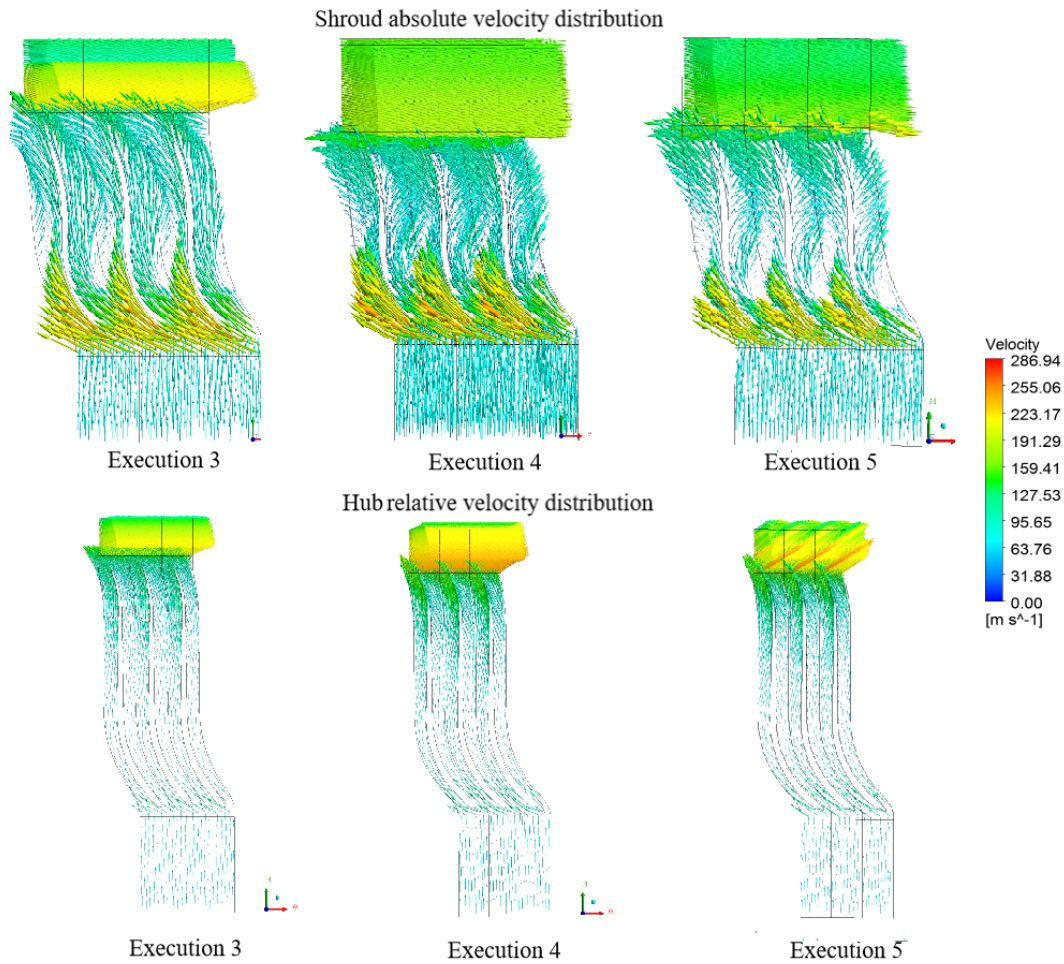 Shroud absolute velocity distribution
Execution 3
Execution 4
Execution 5
Velocity
286.94
255.06
223.17
191.29
159.41
127.53
95.65
63.76
31.88
0.00
[m s^-1]
Hub relative velocity distribution
Execution 3
Execution 4
Execution 5